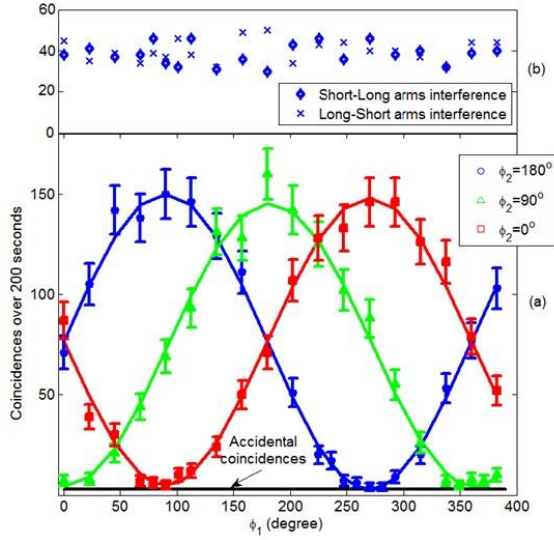 60
40
20
0
(b)
Short-Long arms interference
Long-Short arms interference
ϕ₂=180°
ϕ₂=90°
ϕ₂=0°
150
100
50
Coincidences over 200 seconds
(a)
Accidental
coincidences
0 50 100 150 200 250 300 350 400
ϕ₁ (degree)